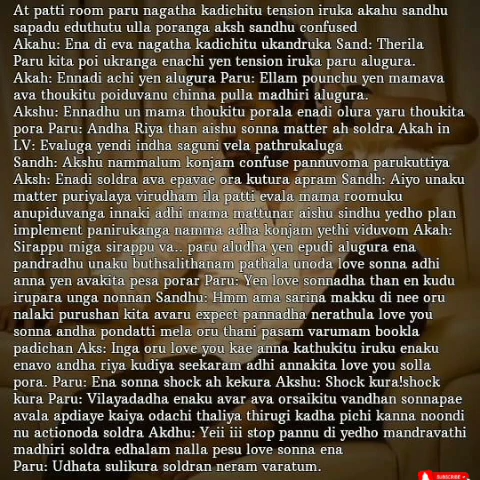 At patti room paru nagatha kadichitu tension iruka akahu sandhu
sapadu eduthutu ulla poranga aksh sandhu confused
Akahu: Ena di eva nagatha kadichitu ukandruka Sand: Therila
Paru kita poi ukranga enachi yen tension iruka paru alugura.
Akah: Ennadi achi yen alugura Paru: Ellam pounchu yen mamava
ava thoukitu poiduvanu chinna pulla madhiri alugura.
Akshu: Ennadhu un mama thoukitu porala enadi olura yaru thoukita
pora Paru: Andha Riya than aishu sonna matter ah soldra Akah in
LV: Evaluga yendi indha saguni vela pathrukaluga
Sandh: Akshu nammalum konjam confuse pannuvoma parukuttiya
Aksh: Enadi soldra ava epavae ora kutura apram Sandh: Aiyo unaku
matter puriyalaya virudham ila patti evala mama roomuku
anupiduvanga innaki adhi mama mattunar aishu sindhu yedho plan
implement panirukanga namma adha konjam yethi viduvom Akah:
Sirappu miga sirappu va.. paru aludha yen epudi alugura ena
pandradhu unaku buthsalithanam pathala unoda love sonna adhi
anna yen avakita pesa porar Paru: Yen love sonnadha than en kudu
irupara unga nonnan Sandhu: Hmm ama sarina makku di nee oru
nalaki purushan kita avaru expect pannadha nerathula love you
sonna andha pondatti mela oru thani pasam varumam bookla
padichan Aks: Inga oru love you kae anna kathukitu iruku enaku
enavo andha riya kudiya seekaram adhi annakita love you solla
pora. Paru: Ena sonna shock ah kekura Akshu: Shock kura!shock
kura Paru: Vilayadadha enaku avar ava orsaikitu vandhan sonnapae
avala apdiaye kaiya odachi thaliya thirugi kadha pichi kanna noondi
nu actionoda soldra Akdhu: Yeii iii stop pannu di yedho mandravathi
madhiri soldra edhalam nalla pesu love sonna ena
Paru: Udhata sulikura soldran neram varatum.
SUBSCRIBE